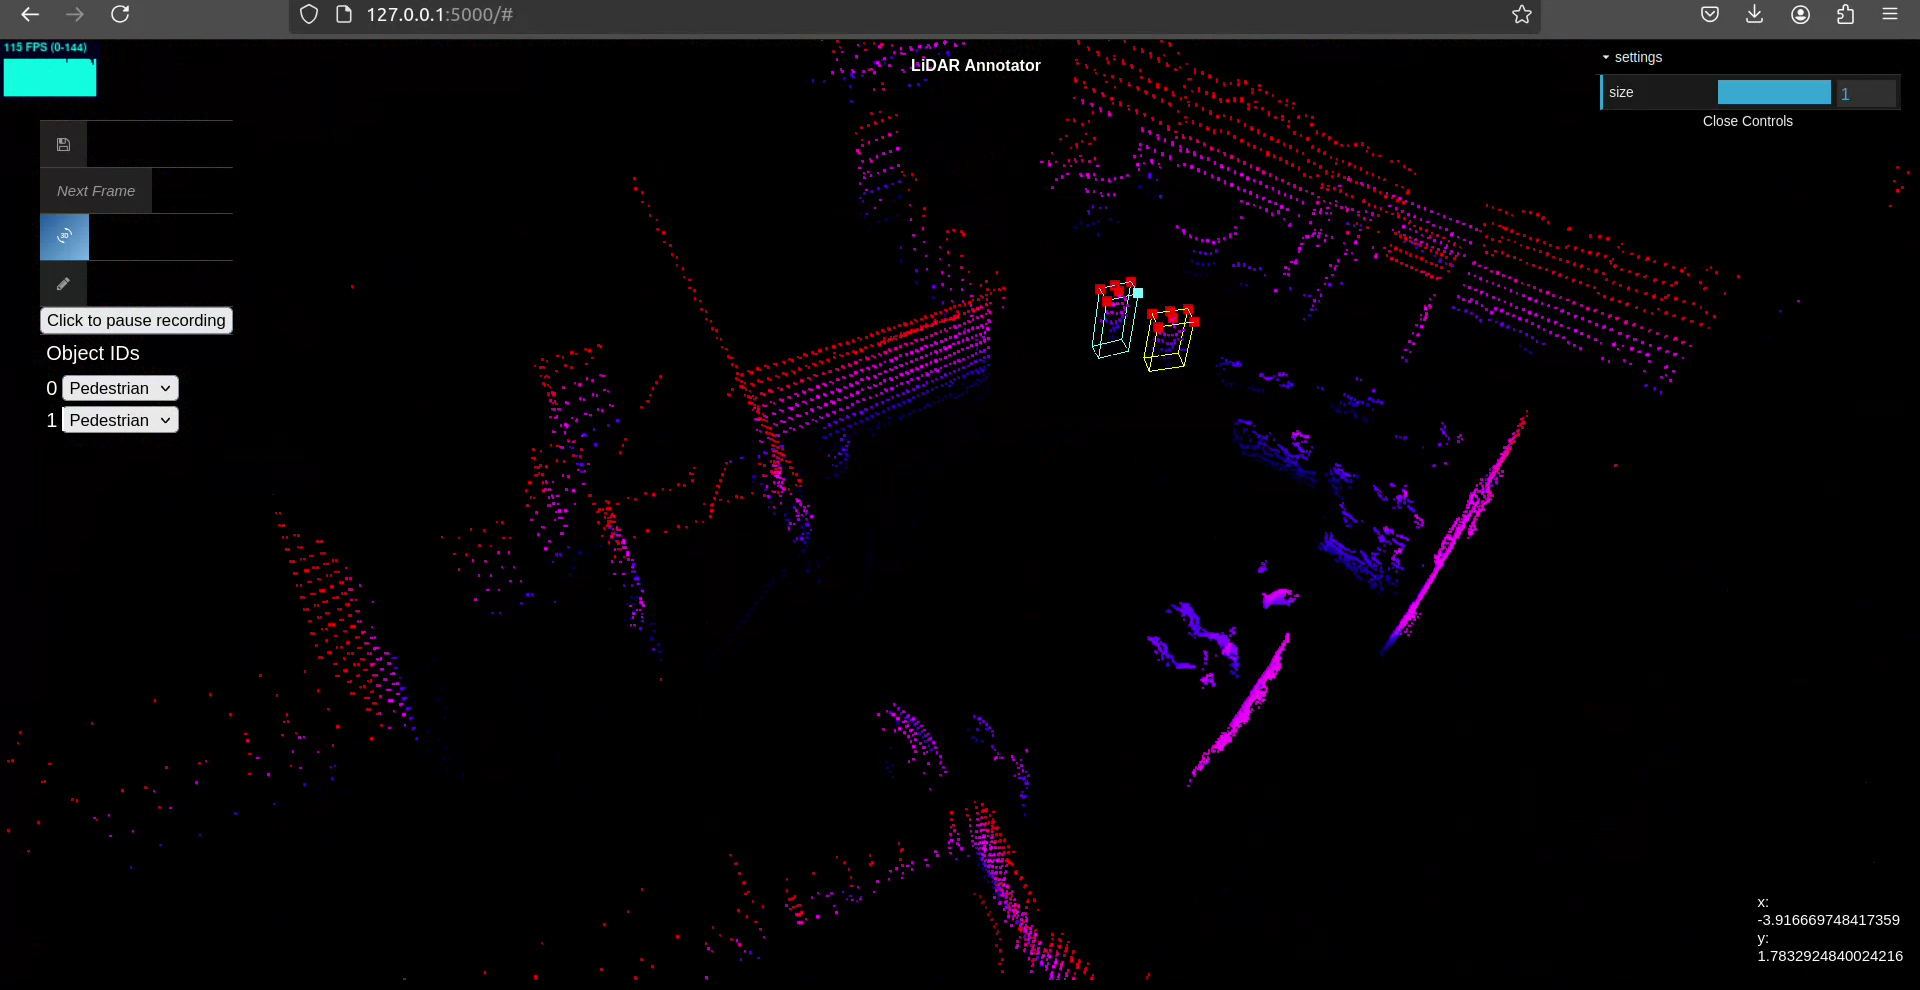 127.0.0.1:5000/#
115 FPS (0-144)
LiDAR Annotator
settings
size
1
Close Controls
Next Frame
3D
Click to pause recording
Object IDs
0 Pedestrian
1 Pedestrian
x:
-3.916669748417359
y:
1.7832924840024216